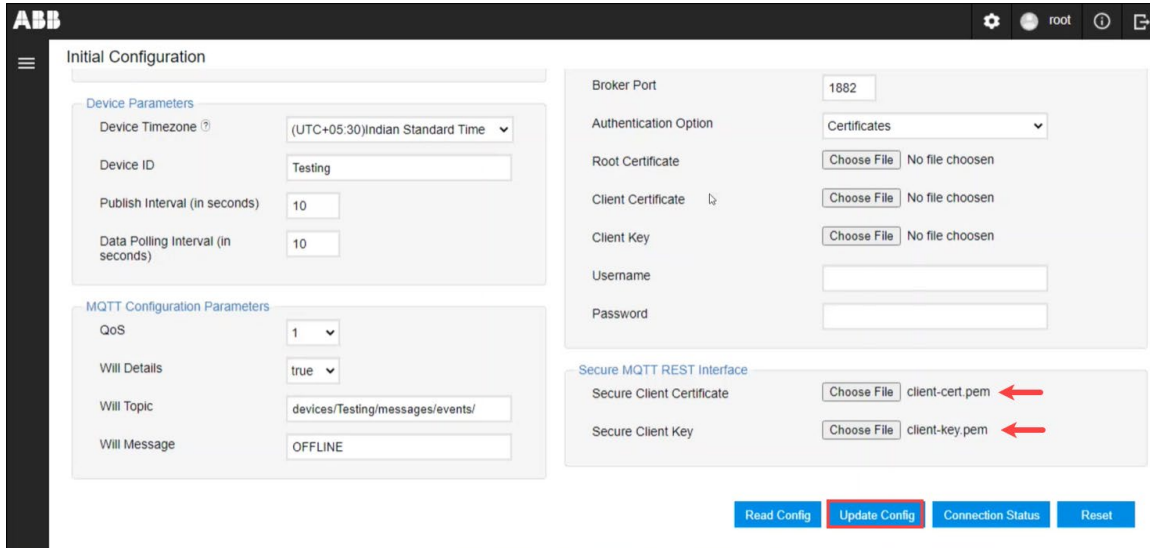 ABB
root
Initial Configuration
Device Parameters
Device Timezone ?
(UTC+05:30)Indian Standard Time
Device ID
Testing
Publish Interval (in seconds)
10
Data Polling Interval (in
seconds)
10
MQTT Configuration Parameters
QoS
1
Will Details
true
Will Topic
devices/Testing/messages/events/
Will Message
OFFLINE
Broker Port
1882
Authentication Option
Certificates
Root Certificate
Choose File No file choosen
Client Certificate
Choose File No file choosen
Client Key
Choose File No file choosen
Username
Password
Secure MQTT REST Interface
Secure Client Certificate
Choose File client-cert.pem
Secure Client Key
Choose File client-key.pem
Read Config
Update Config
Connection Status
Reset